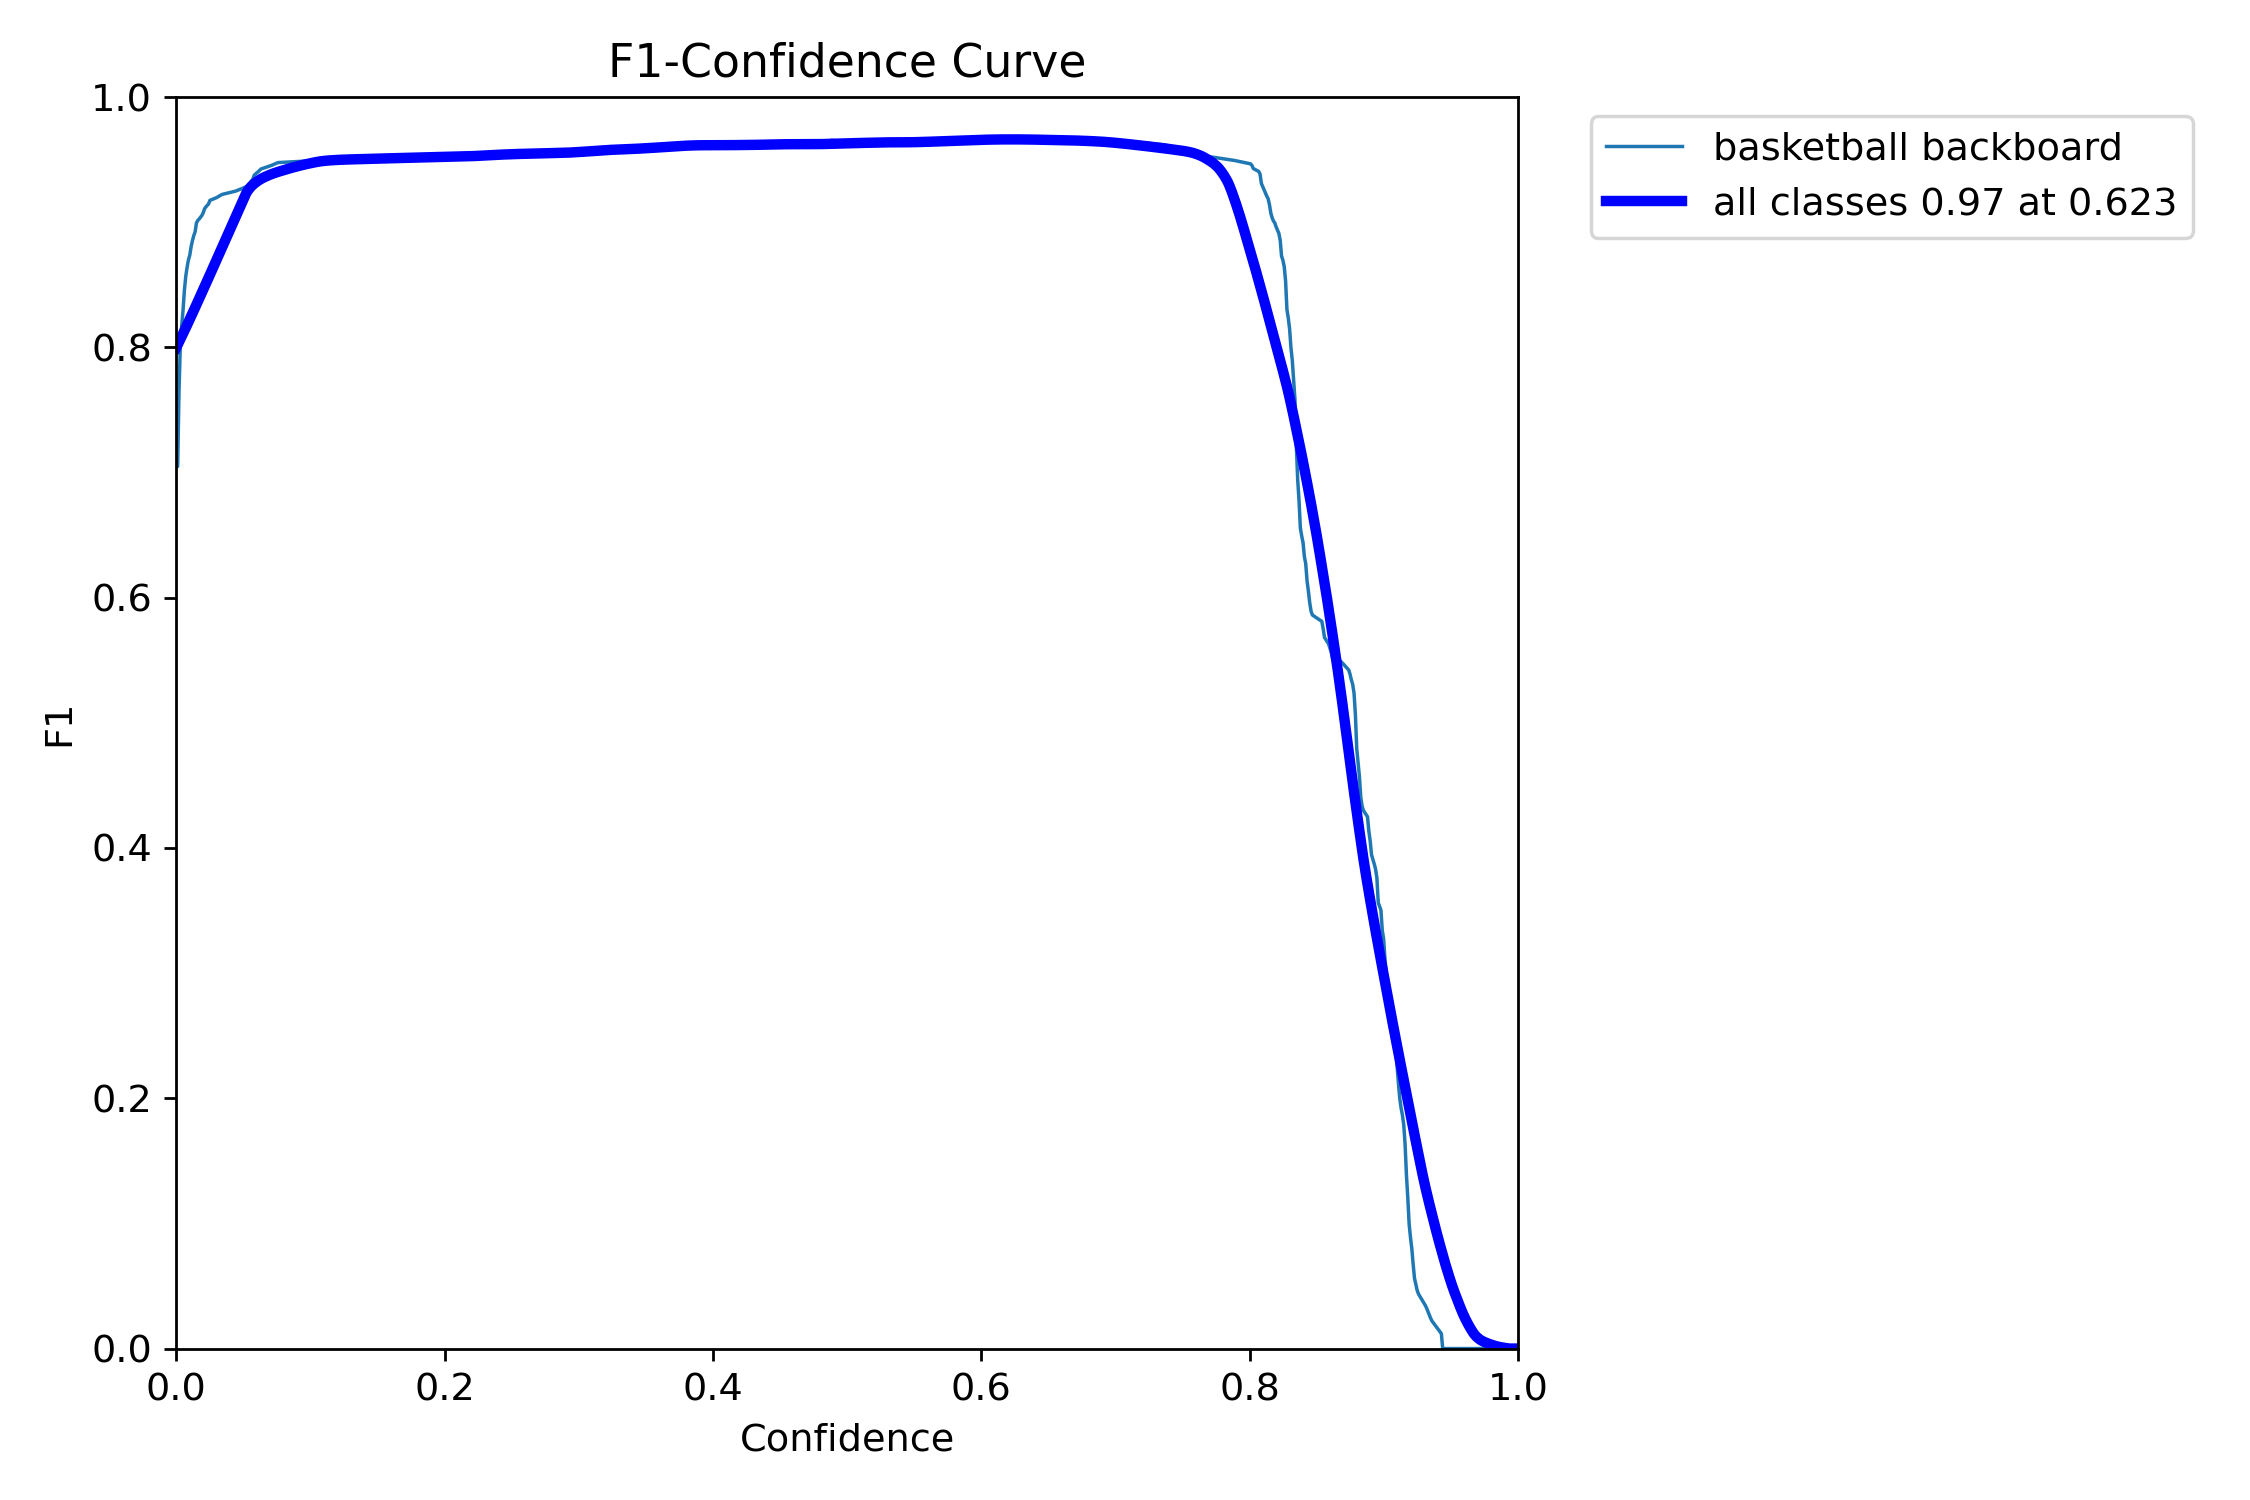 F1-Confidence Curve
basketball backboard
all classes 0.97 at 0.623
1.0
0.8
0.6
0.4
0.2
0.0
F1
0.0 0.2 0.4 0.6 0.8 1.0
Confidence